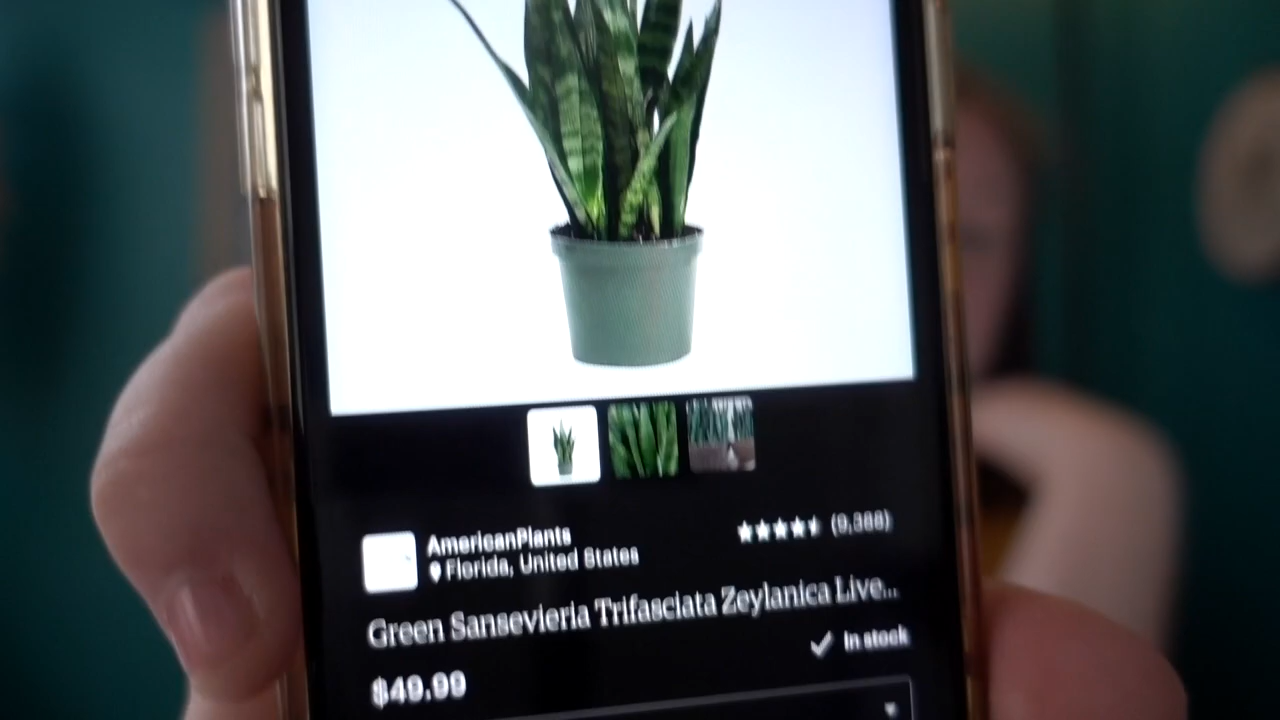 AmericanPlants
(9,388)
Florida, United States
Green Sansevieria Trifasciata Zeylanica Live...
In stock
$49.99